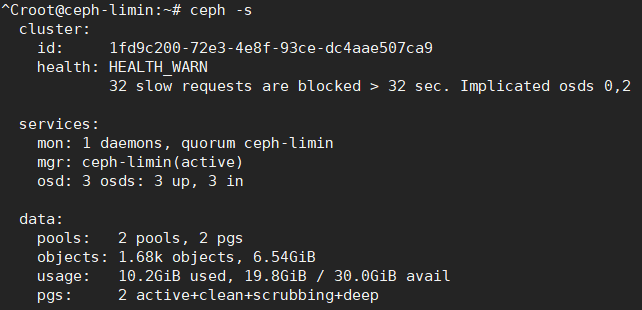 ^Croot@ceph-limin:~# ceph -s
cluster:
id: 1fd9c200-72e3-4e8f-93ce-dc4aae507ca9
health: HEALTH_WARN
32 slow requests are blocked > 32 sec. Implicated osds 0,2
services:
mon: 1 daemons, quorum ceph-limin
mgr: ceph-limin(active)
osd: 3 osds: 3 up, 3 in
data:
pools: 2 pools, 2 pgs
objects: 1.68k objects, 6.54GiB
usage: 10.2GiB used, 19.8GiB / 30.0GiB avail
pgs: 2 active+clean+scrubbing+deep